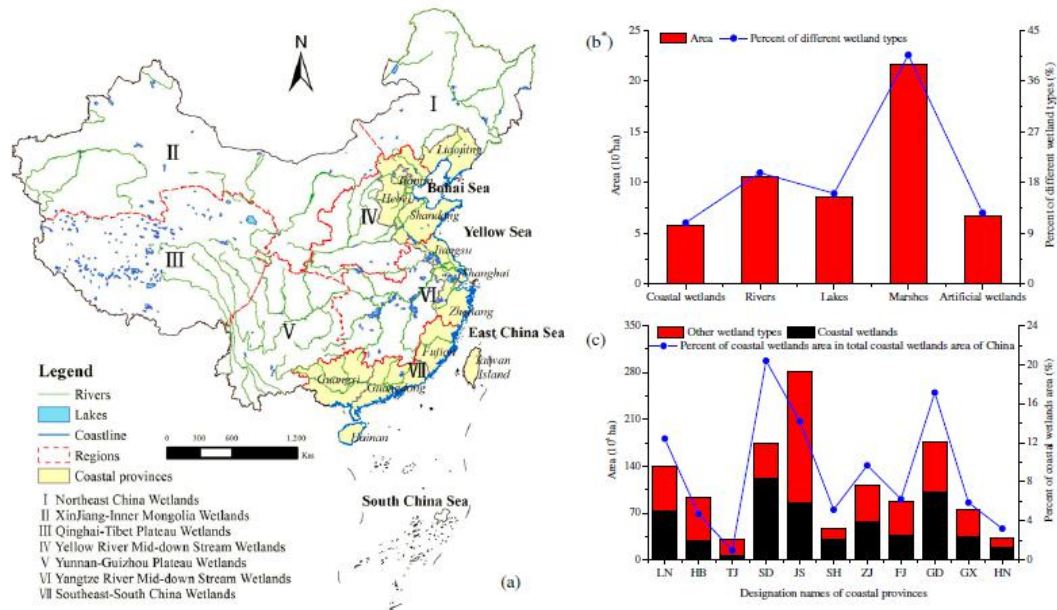 N
I
II
III
IV
V
VI
VII
Liaoning
Tianjin
Hebei
Bohai Sea
Shandong
Yellow Sea
Jiangsu
Shanghai
Zhejiang
East China Sea
Fujian
Taiwan
Island
Guangxi
Guangdong
Hainan
South China Sea
Legend
Rivers
Lakes
Coastline
Regions
Coastal provinces
0 300 600 1,200
Km
I Northeast China Wetlands
II XinJiang-Inner Mongolia Wetlands
III Qinghai-Tibet Plateau Wetlands
IV Yellow River Mid-down Stream Wetlands
V Yunnan-Guizhou Plateau Wetlands
VI Yangtze River Mid-down Stream Wetlands
VII Southeast-South China Wetlands
(a)
(b*)
Area
Percent of different wetland types
25
20
15
10
5
0
45
36
27
18
9
0
Percent of different wetland types (%)
Coastal wetlands Rivers Lakes Marshes Artificial wetlands
(c)
Other wetland types
Coastal wetlands
Percent of coastal wetlands area in total coastal wetlands area of China
350
280
210
140
70
0
24
20
16
12
8
4
0
Percent of coastal wetlands area (%)
LN HB TJ SD JS SH ZJ FJ GD GX HN
Designation names of coastal provinces